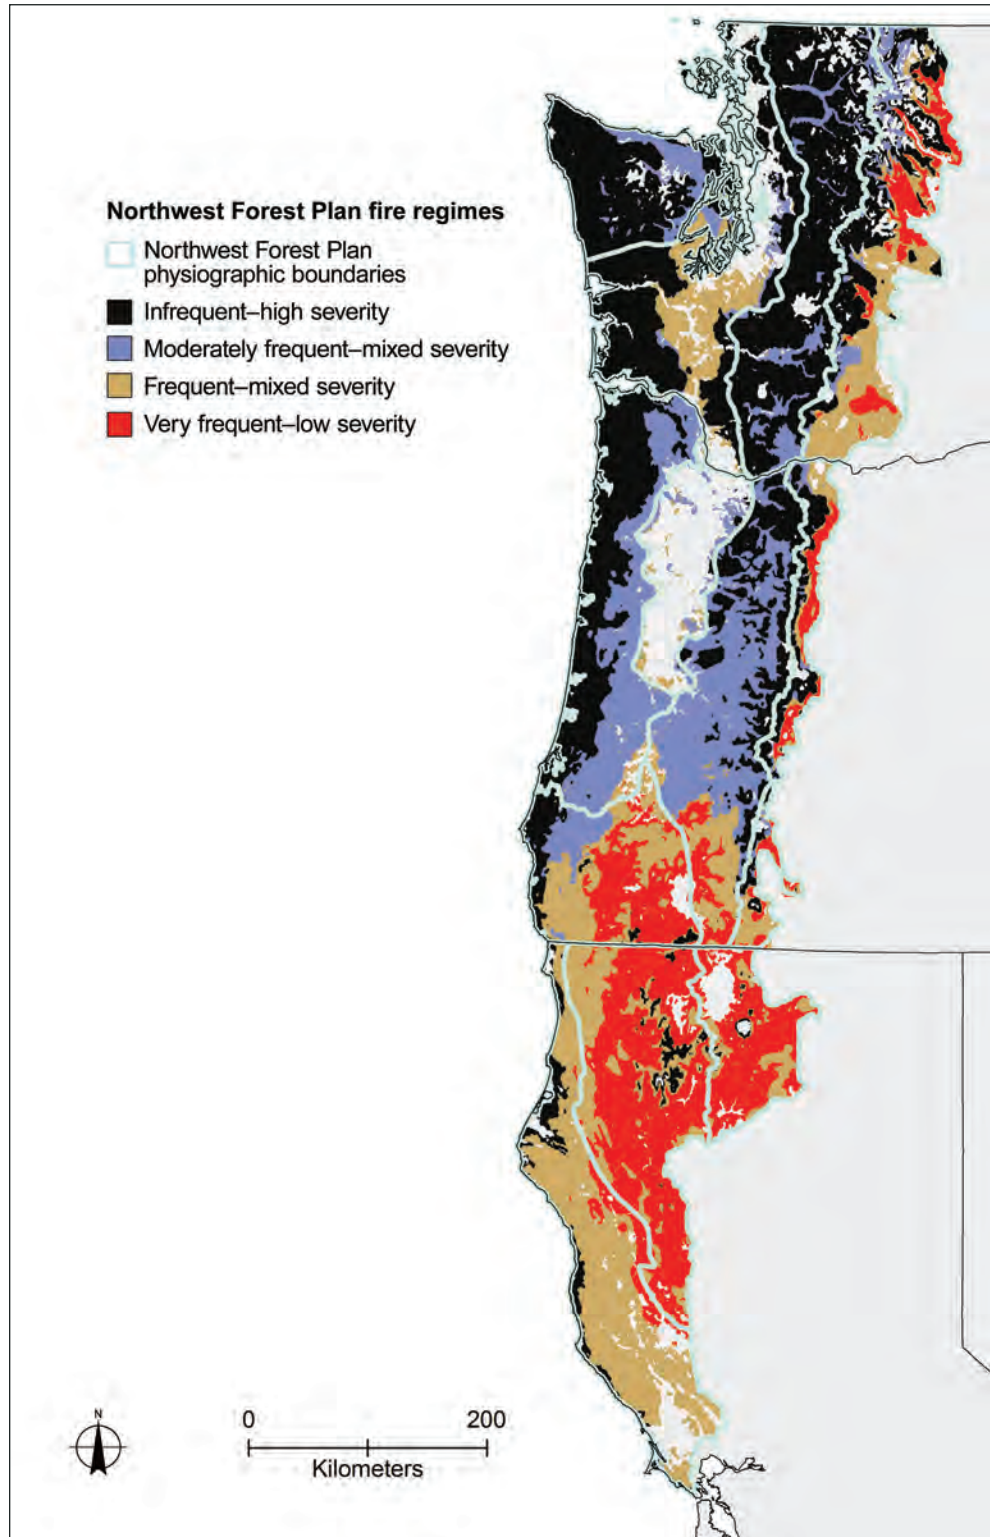 Northwest Forest Plan fire regimes
Northwest Forest Plan
physiographic boundaries
Infrequent–high severity
Moderately frequent–mixed severity
Frequent–mixed severity
Very frequent–low severity
N
0 200
Kilometers